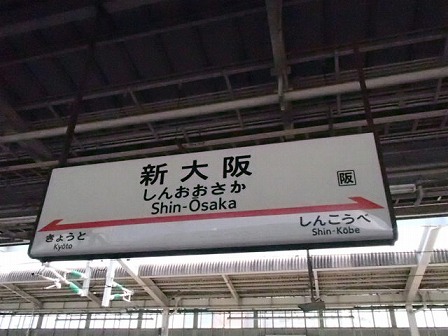 新大阪
しんおおさか
Shin-Ōsaka
阪
きょうと
Kyōto
しんこうべ
Shin-Kōbe